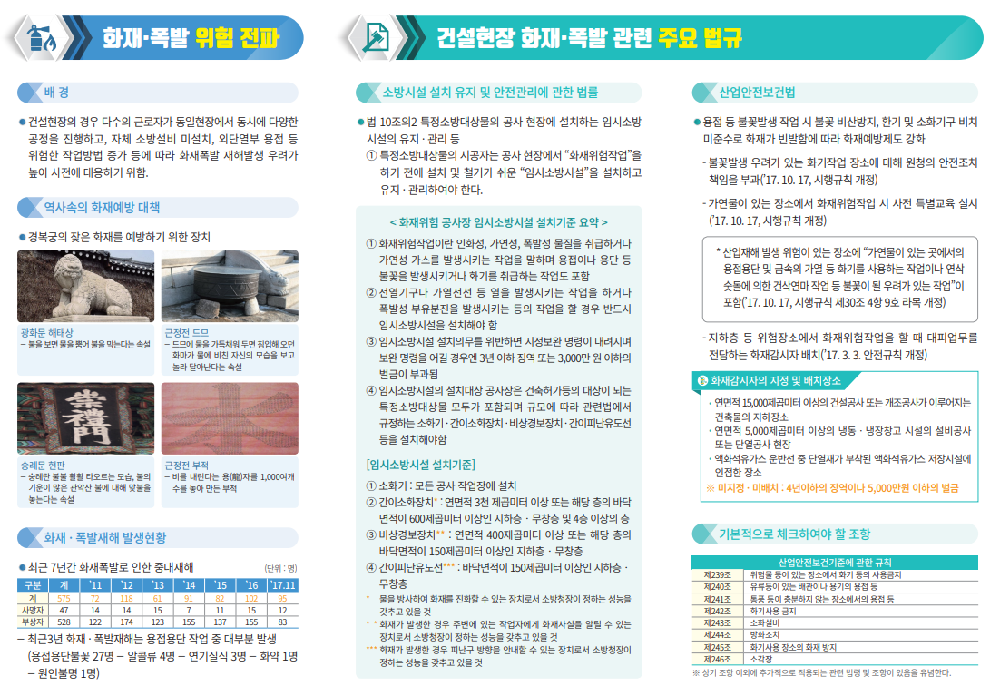 화재·폭발 위험 전파
배 경
●건설현장의 경우 다수의 근로자가 동일현장에서 동시에 다양한
공정을 진행하고, 자체 소방설비 미설치, 외단열부 용접 등
위험한 작업방법 증가 등에 따라 화재폭발 재해발생 우려가
높아 사전에 대응하기 위함.
역사속의 화재예방 대책
●경복궁의 잦은 화재를 예방하기 위한 장치
광화문 해태상
– 불을 보면 물을 뿜어 불을 막는다는 속설
근정전 드므
– 드므에 물을 가득채워 두면 침입해 오던
화마가 물에 비친 자신의 모습을 보고
놀라 달아난다는 속설
崇禮門
숭례문 현판
– 숭례란 불불 활활 타오르는 모습, 불의
기운이 많은 관악산 불에 대해 맞불을
놓는다는 속설
근정전 부적
– 비를 내린다는 용(龍)자를 1,000여개
수를 놓아 만든 부적
화재 · 폭발재해 발생현황
●최근 7년간 화재폭발로 인한 중대재해 (단위 : 명)
구분 계 '11 '12 '13 '14 '15 '16 '17.11
계 575 72 118 61 91 82 102 95
사망자 47 14 14 15 7 11 15 12
부상자 528 122 174 123 155 137 155 83
– 최근3년 화재 · 폭발재해는 용접용단 작업 중 대부분 발생
(용접용단불꽃 27명 – 알콜류 4명 – 연기질식 3명 – 화약 1명
– 원인불명 1명)
건설현장 화재·폭발 관련 주요 법규
소방시설 설치 유지 및 안전관리에 관한 법률
●법 10조의2 특정소방대상물의 공사 현장에 설치하는 임시소방
시설의 유지 · 관리 등
① 특정소방대상물의 시공자는 공사 현장에서 “화재위험작업”을
하기 전에 설치 및 철거가 쉬운 “임시소방시설”을 설치하고
유지 · 관리하여야 한다.
< 화재위험 공사장 임시소방시설 설치기준 요약 >
① 화재위험작업이란 인화성, 가연성, 폭발성 물질을 취급하거나
가연성 가스를 발생시키는 작업을 말하며 용접이나 용단 등
불꽃을 발생시키거나 화기를 취급하는 작업도 포함
② 전열기구나 가열전선 등 열을 발생시키는 작업을 하거나
폭발성 부유분진을 발생시키는 등의 작업을 할 경우 반드시
임시소방시설을 설치해야 함
③ 임시소방시설 설치의무를 위반하면 시정보완 명령이 내려지며
보완 명령을 어길 경우엔 3년 이하 징역 또는 3,000만 원 이하의
벌금이 부과됨
④ 임시소방시설의 설치대상 공사장은 건축허가등의 대상이 되는
특정소방대상물 모두가 포함되며 규모에 따라 관련법에서
규정하는 소화기 · 간이소화장치 · 비상경보장치 · 간이피난유도선
등을 설치해야함
[임시소방시설 설치기준]
① 소화기 : 모든 공사 작업장에 설치
② 간이소화장치* : 연면적 3천 제곱미터 이상 또는 해당 층의 바닥
면적이 600제곱미터 이상인 지하층 · 무창층 및 4층 이상의 층
③ 비상경보장치** : 연면적 400제곱미터 이상 또는 해당 층의
바닥면적이 150제곱미터 이상인 지하층 · 무창층
④ 간이피난유도선*** : 바닥면적이 150제곱미터 이상인 지하층 ·
무창층
* 물을 방사하여 화재를 진화할 수 있는 장치로서 소방청장이 정하는 성능을
갖추고 있을 것
** 화재가 발생한 경우 주변에 있는 작업자에게 화재사실을 알릴 수 있는
장치로서 소방청장이 정하는 성능을 갖추고 있을 것
*** 화재가 발생한 경우 피난구 방향을 안내할 수 있는 장치로서 소방청장이
정하는 성능을 갖추고 있을 것
산업안전보건법
●용접 등 불꽃발생 작업 시 불꽃 비산방지, 환기 및 소화기구 비치
미준수로 화재가 빈발함에 따라 화재예방제도 강화
- 불꽃발생 우려가 있는 화기작업 장소에 대해 원청의 안전조치
책임을 부과('17. 10. 17, 시행규칙 개정)
- 가연물이 있는 장소에서 화재위험작업 시 사전 특별교육 실시
('17. 10. 17, 시행규칙 개정)
* 산업재해 발생 위험이 있는 장소에 “가연물이 있는 곳에서의
용접용단 및 금속의 가열 등 화기를 사용하는 작업이나 연삭
숫돌에 의한 건식연마 작업 등 불꽃이 될 우려가 있는 작업”이
포함('17. 10. 17, 시행규칙 제30조 4항 9호 라목 개정)
- 지하층 등 위험장소에서 화재위험작업을 할 때 대피업무를
전담하는 화재감시자 배치('17. 3. 3. 안전규칙 개정)
화재감시자의 지정 및 배치장소
· 연면적 15,000제곱미터 이상의 건설공사 또는 개조공사가 이루어지는
건축물의 지하장소
· 연면적 5,000제곱미터 이상의 냉동 · 냉장창고 시설의 설비공사
또는 단열공사 현장
· 액화석유가스 운반선 중 단열재가 부착된 액화석유가스 저장시설에
인접한 장소
※ 미지정 · 미배치 : 4년이하의 징역이나 5,000만원 이하의 벌금
기본적으로 체크하여야 할 조항
산업안전보건기준에 관한 규칙
제239조 위험물 등이 있는 장소에서 화기 등의 사용금지
제240조 유류등이 있는 배관이나 용기의 용접 등
제241조 통풍 등이 충분하지 않는 장소에서의 용접 등
제242조 화기사용 금지
제243조 소화설비
제244조 방화조치
제245조 화기사용 장소의 화재 방지
제246조 소각장
※ 상기 조항 이외에 추가적으로 적용되는 관련 법령 및 조항이 있음을 유념한다.